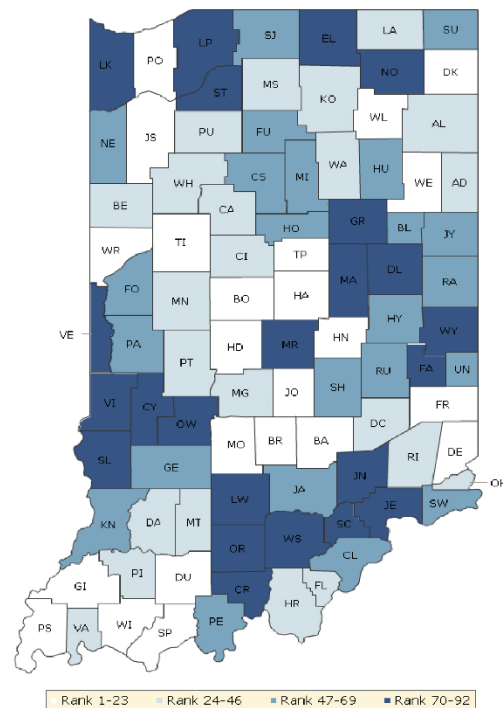 LA SU
LK PO LP SJ EL
NO DK
ST MS KO
WL AL
NE JS PU FU
WH CS MI WA HU WE AD
BE CA
GR BL JY
HO
WR TI CI TP
MA DL
FO MN BO HA RA
VE PA HY WY
PT HD MR HN
RU FA UN
MG JO SH
VI CY OW FR
DC
MO BR BA DE
SL GE RI
JN OH
LW JA
KN DA MT JE SW
SC
OR WS CL
PI DU
GI CR FL
HR
PS VA WI SP PE
Rank 1-23 Rank 24-46 Rank 47-69 Rank 70-92